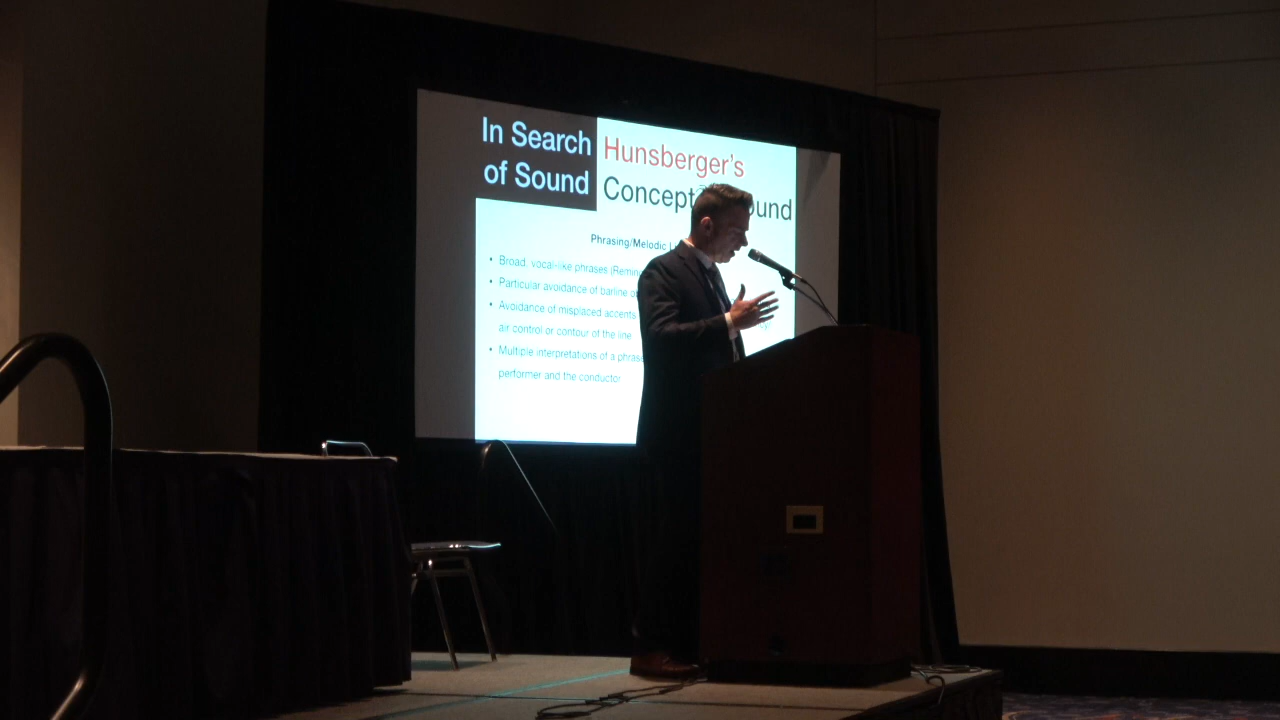 In Search
of Sound
Hunsberger's
Concept
Phrasing/Melodic
• Broad, vocal-like phrases
• Particular avoidance of barline
• Avoidance of misplaced accents
air control or contour of the line
• Multiple interpretations of a phrase
performer and the conductor